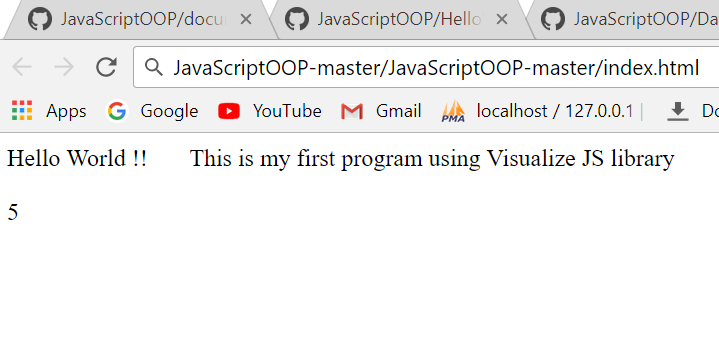 JavaScriptOOP/docu JavaScriptOOP/Hello JavaScriptOOP/Da
JavaScriptOOP-master/JavaScriptOOP-master/index.html
Apps Google YouTube Gmail PMA localhost / 127.0.0.1 Do
Hello World !! This is my first program using Visualize JS library
5